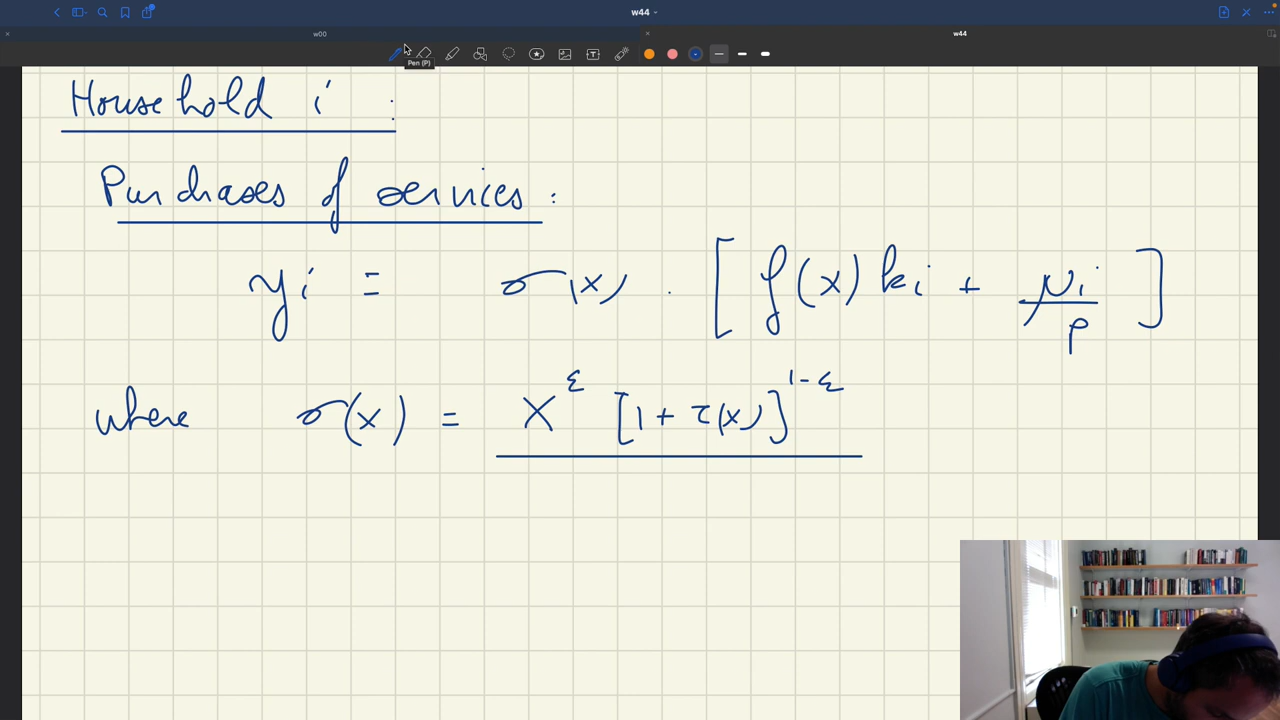 w44
w00
w44
Pen (P)
Household i :
Purchases of services :
yi = σ(x) · [ f(x) ki + μi / p ]
where σ(x) = X^ε [1 + τ(x)]^1-ε